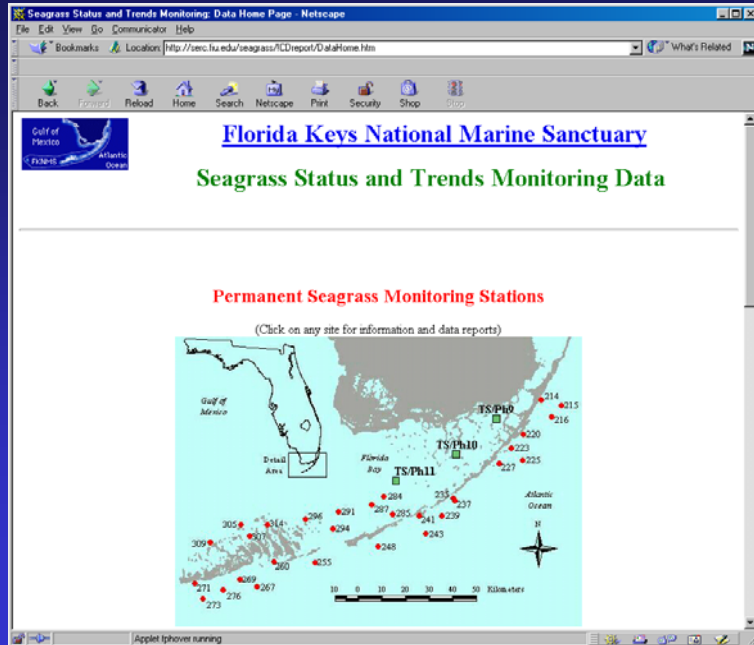 Seagrass Status and Trends Monitoring: Data Home Page - Netscape
File Edit View Go Communicator Help
Bookmarks Location: http://serc.fiu.edu/seagrass/ICDreport/DataHome.htm What's Related
Back Forward Reload Home Search Netscape Print Security Shop Stop
Gulf of
Mexico
FKNMS
Atlantic
Ocean
Florida Keys National Marine Sanctuary
Seagrass Status and Trends Monitoring Data
Permanent Seagrass Monitoring Stations
(Click on any site for information and data reports)
Gulf of
Mexico
Detail
Area
Florida
Bay
Atlantic
Ocean
N
TS/Ph9
TS/Ph10
TS/Ph11
214
215
216
220
223
225
227
235
237
239
241
243
248
284
285
287
291
294
296
255
260
267
269
271
273
276
305
307
309
314
10 0 10 20 30 40 50 Kilometers
Applet fphover running